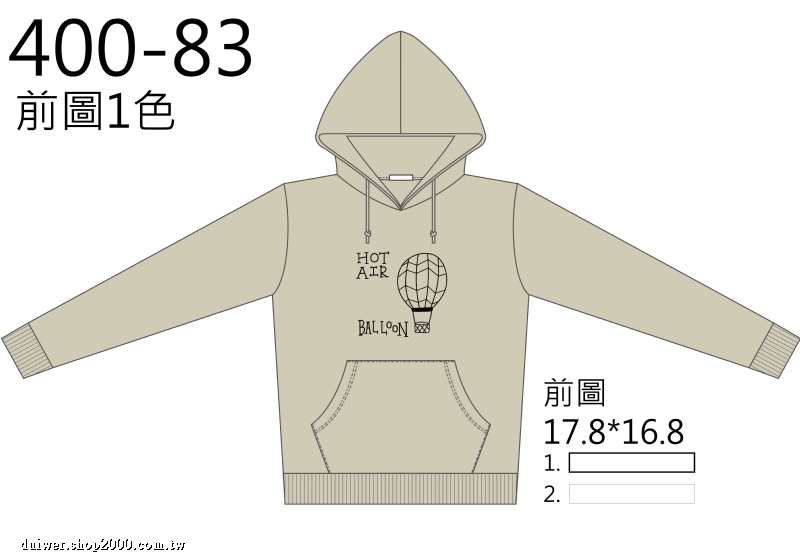 400-83
前圖1色
HOT
AIR
BALLOON
前圖
17.8*16.8
1.
2.
duiwer.shop2000.com.tw